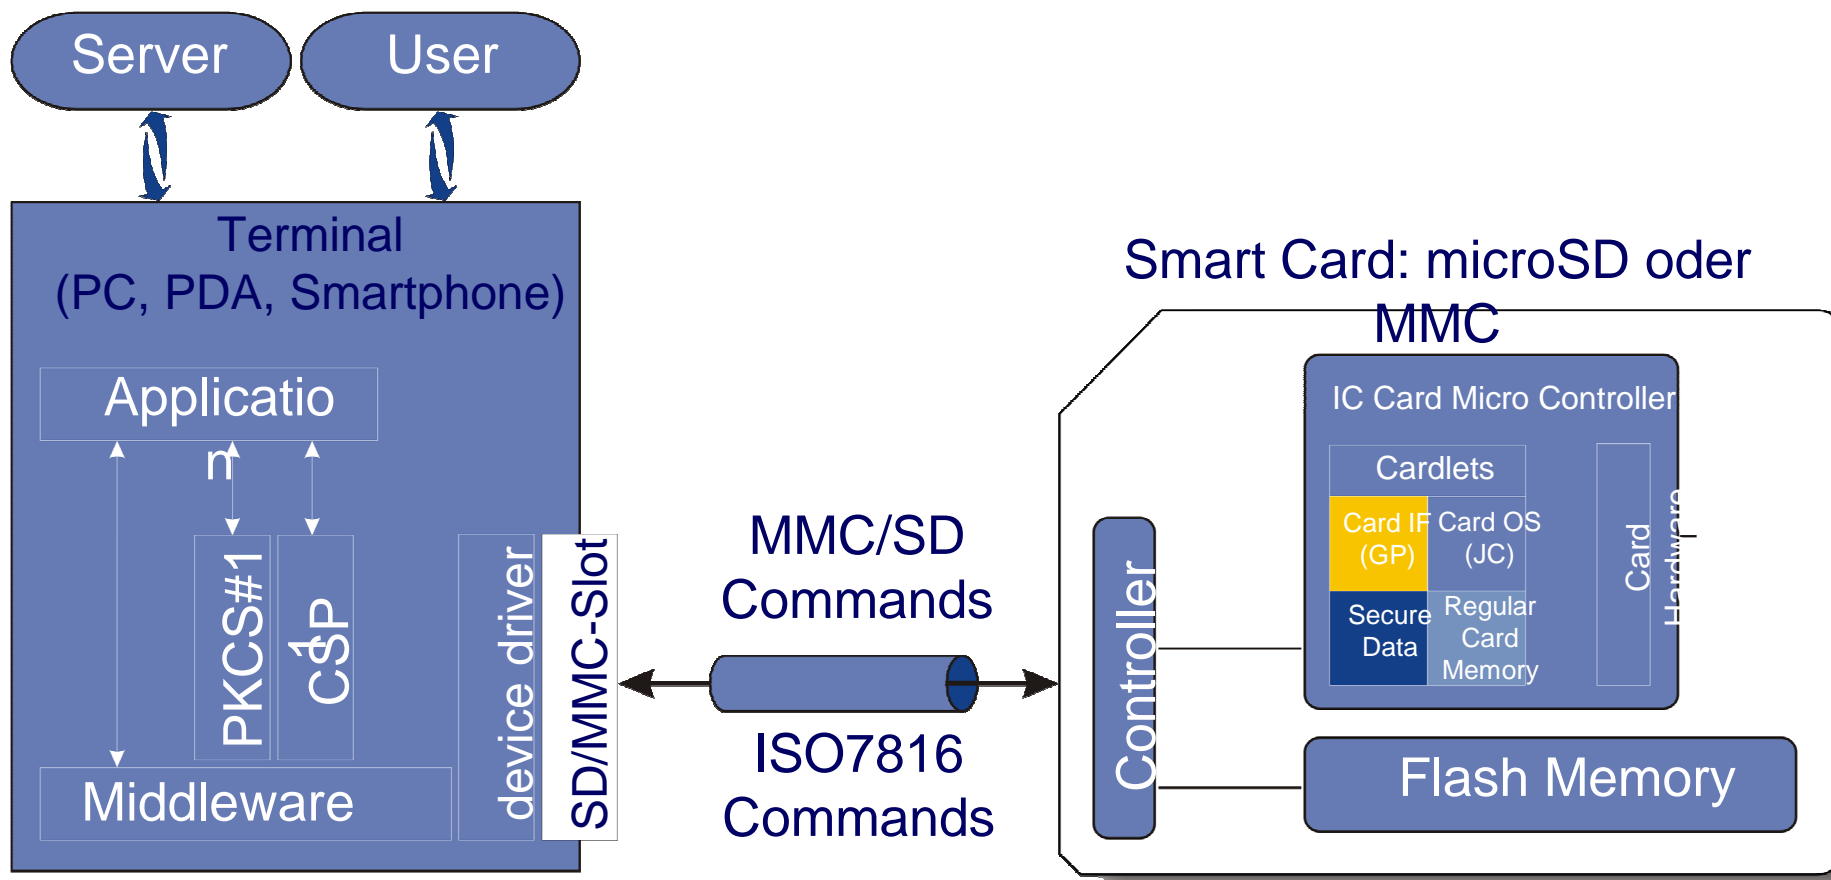 Server
User
Terminal
(PC, PDA, Smartphone)
Applicatio
n
PKCS#1
1
CSP
Middleware
device driver
SD/MMC-Slot
MMC/SD
Commands
ISO7816
Commands
Smart Card: microSD oder
MMC
Controller
IC Card Micro Controller
Cardlets
Card IF
(GP)
Card OS
(JC)
Secure
Data
Regular
Card
Memory
Card
Hardware
Flash Memory